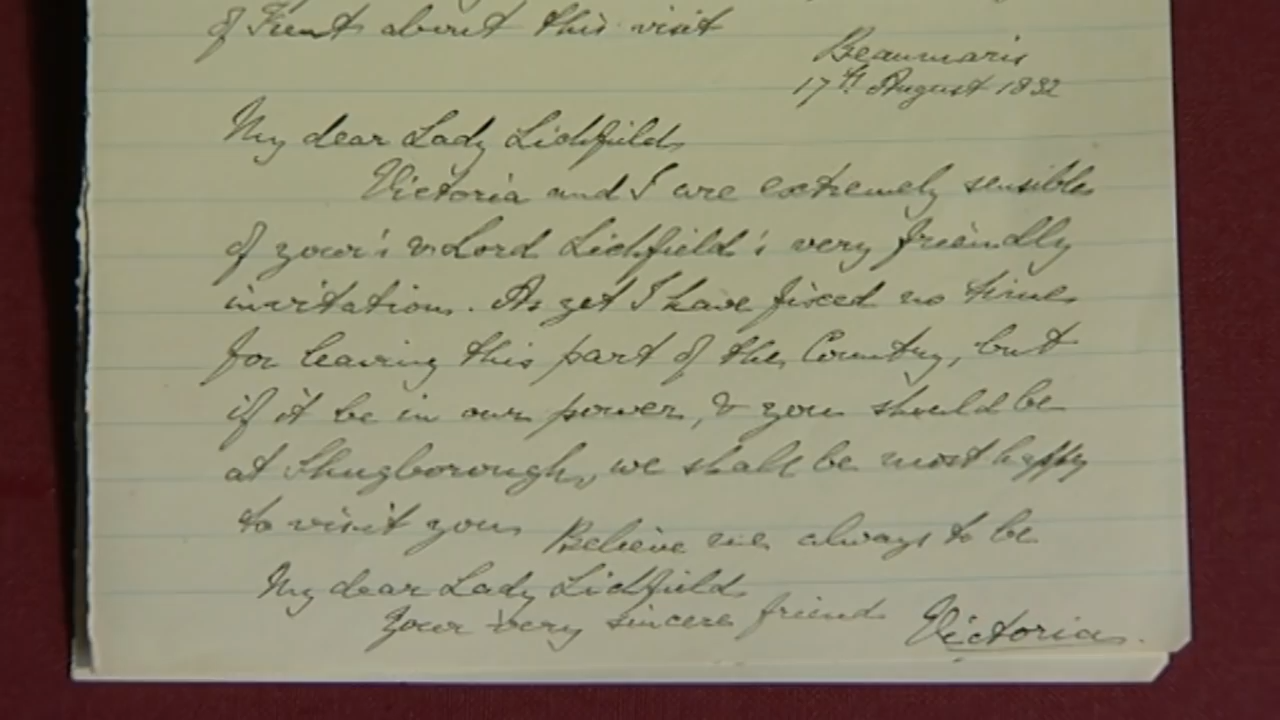 of Kent about this visit
Beaumaris
17th August 1832
My dear Lady Lichfield
Victoria and I are extremely sensible
of your's & Lord Lichfield's very friendly
invitation. As yet I have fixed no time
for leaving this part of the Country, but
if it be in our power, & you should be
at Shugborough, we shall be most happy
to visit you Believe me always to be
My dear Lady Lichfield
Your very sincere friend Victoria.